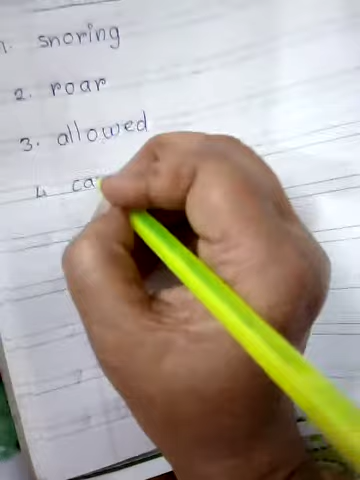 1. snoring
2. roar
3. allowed
4 ca